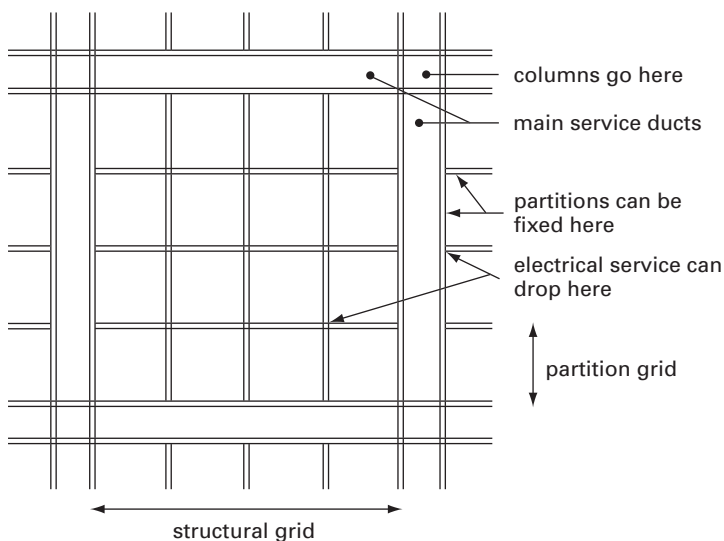 columns go here
main service ducts
partitions can be
fixed here
electrical service can
drop here
partition grid
structural grid